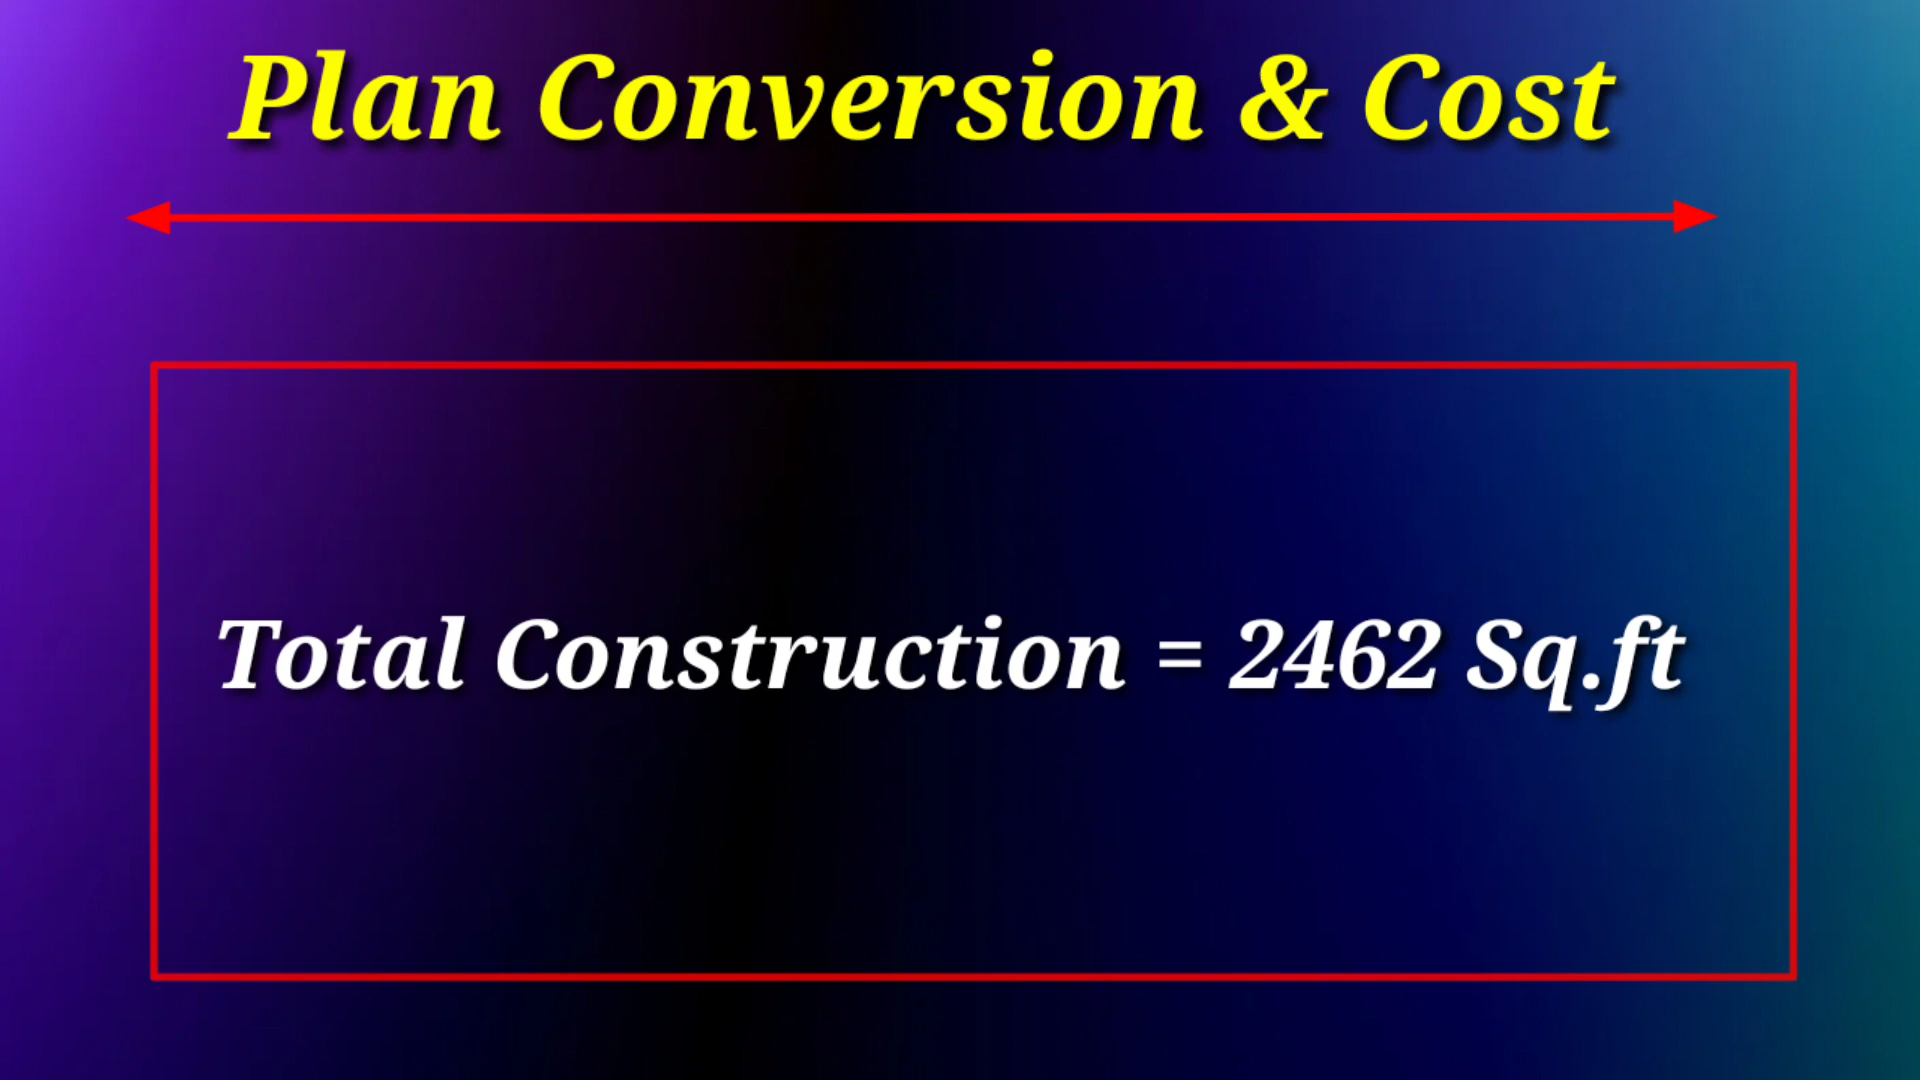 Plan Conversion & Cost
Total Construction = 2462 Sq.ft